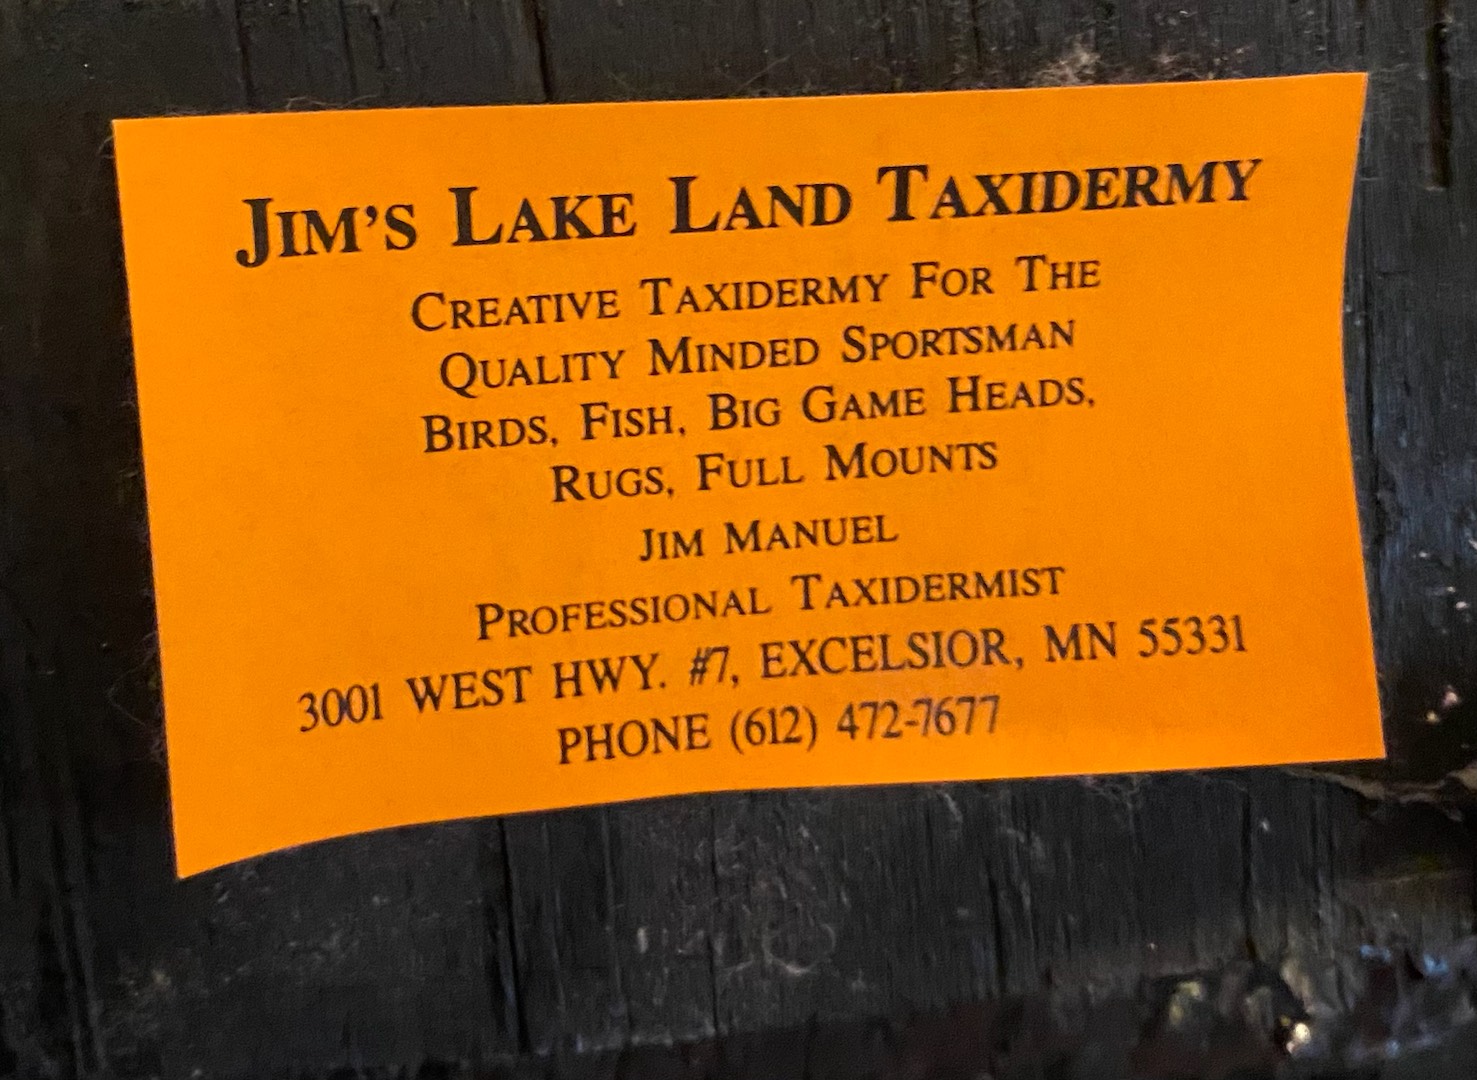 JIM'S LAKE LAND TAXIDERMY
CREATIVE TAXIDERMY FOR THE
QUALITY MINDED SPORTSMAN
BIRDS, FISH, BIG GAME HEADS,
RUGS, FULL MOUNTS
JIM MANUEL
PROFESSIONAL TAXIDERMIST
3001 WEST HWY. #7, EXCELSIOR, MN 55331
PHONE (612) 472-7677